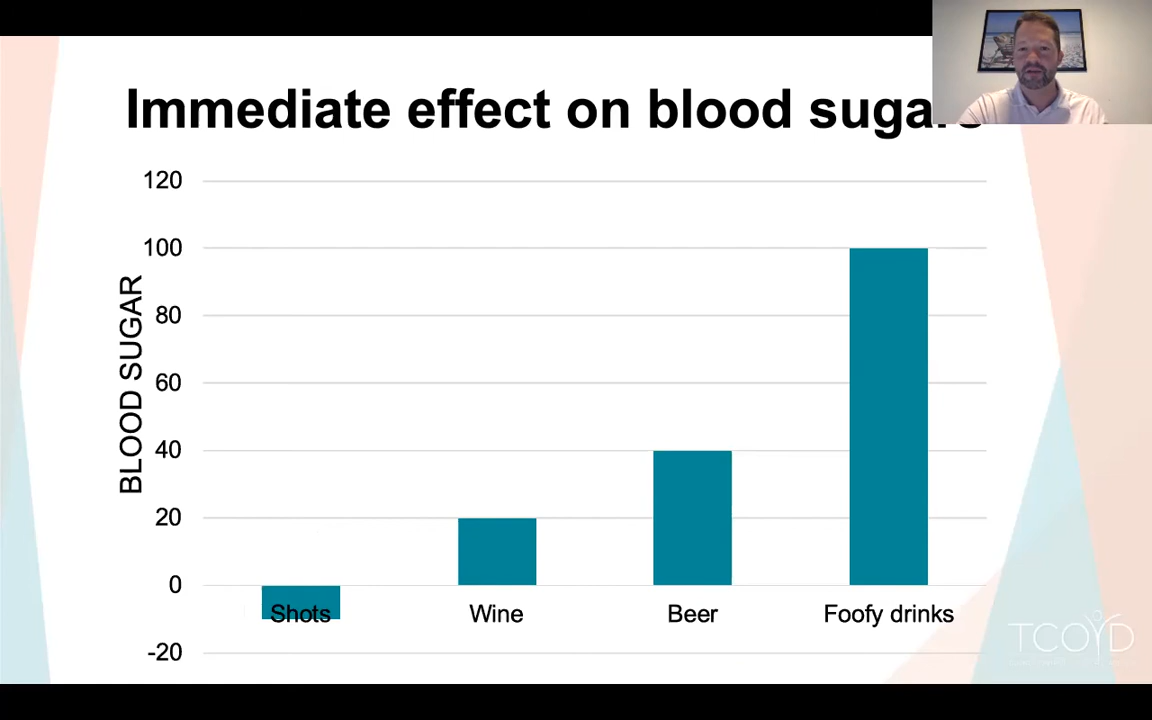 Immediate effect on blood sugars
120
100
80
60
40
20
0
-20
BLOOD SUGAR
Shots
Wine
Beer
Foofy drinks
TCOYD